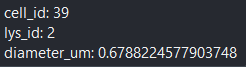 cell_id: 39
lys_id: 2
diameter_um: 0.6788224577903748